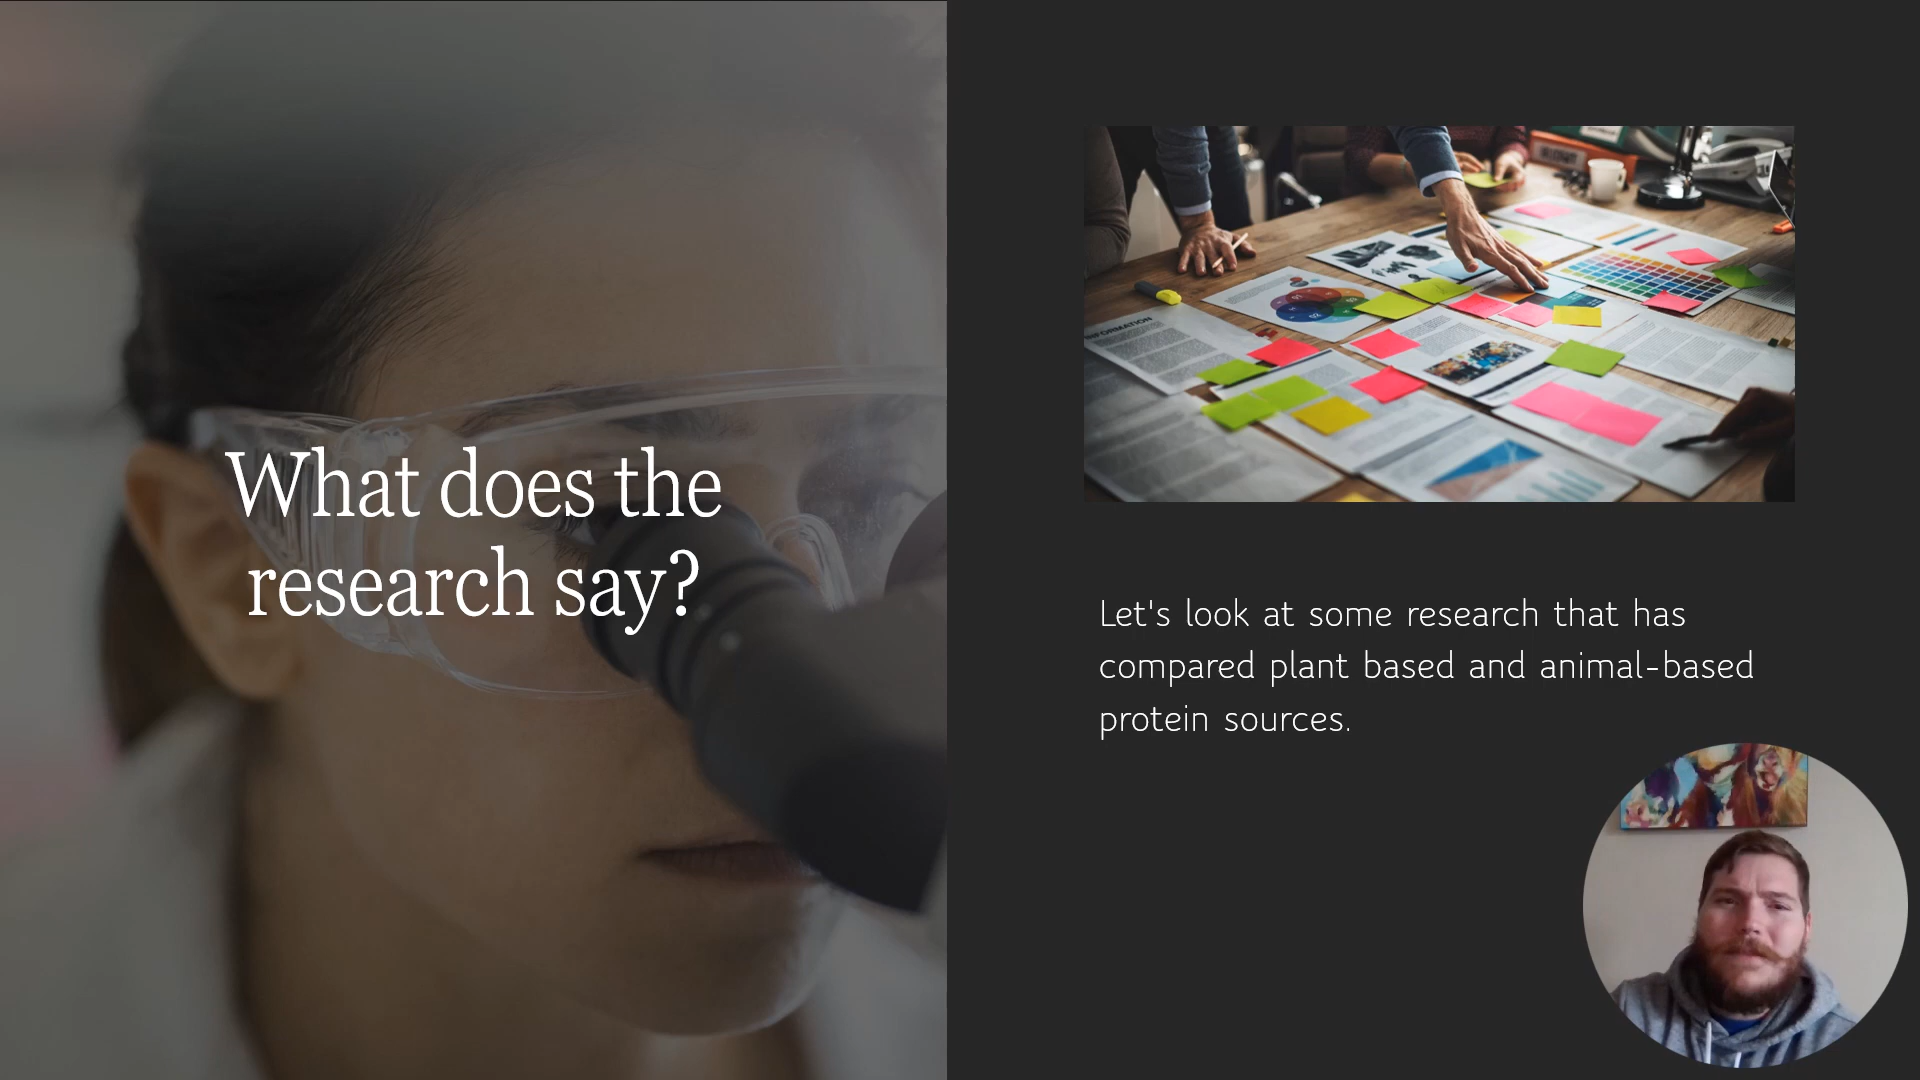 What does the
research say?
INFORMATION
Let's look at some research that has
compared plant based and animal-based
protein sources.